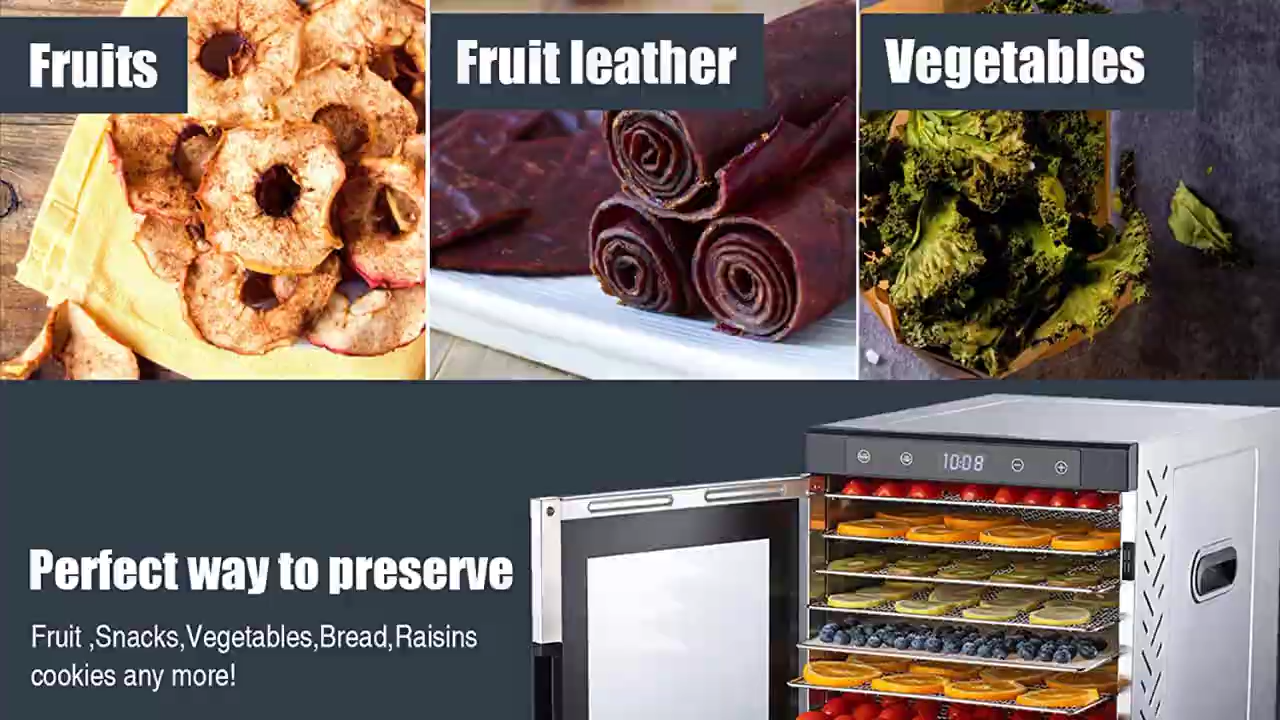 Fruits
Fruit leather
Vegetables
10:08
Perfect way to preserve
Fruit ,Snacks,Vegetables,Bread,Raisins
cookies any more!